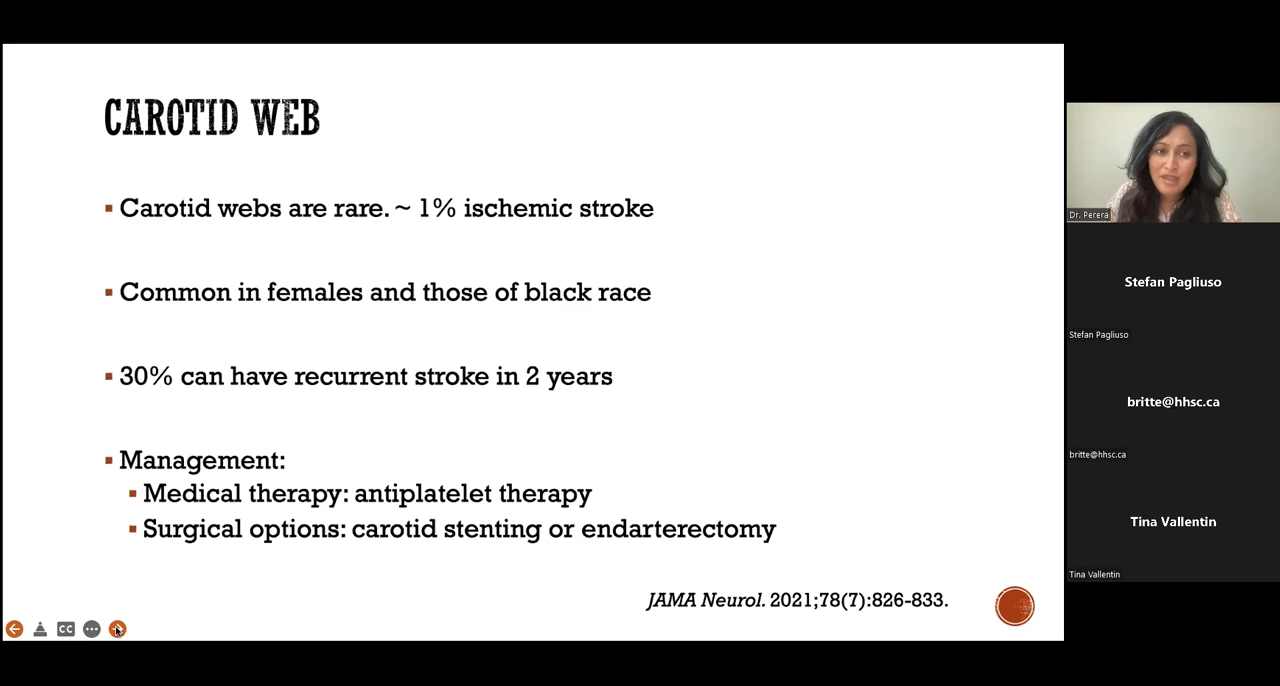 CAROTID WEB
Carotid webs are rare. ~ 1% ischemic stroke
Common in females and those of black race
30% can have recurrent stroke in 2 years
Management:
Medical therapy: antiplatelet therapy
Surgical options: carotid stenting or endarterectomy
JAMA Neurol. 2021;78(7):826-833.
CC
Dr. Perera
Stefan Pagliuso
Stefan Pagliuso
britte@hhsc.ca
britte@hhsc.ca
Tina Vallentin
Tina Vallentin